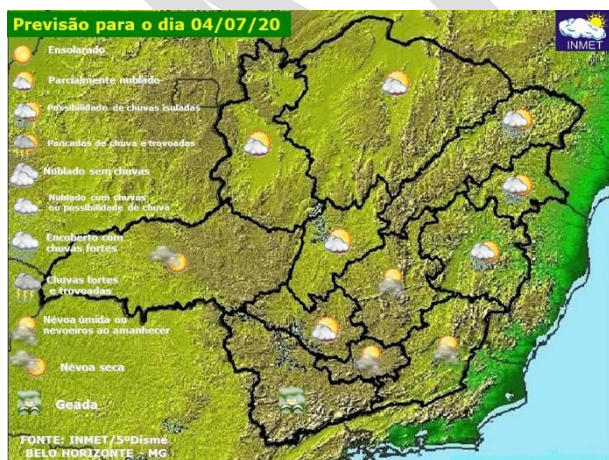 Previsão para o dia 04/07/20
INMET
Ensolarado
Parcialmente nublado
Possibilidade de chuvas isoladas
Pancadas de chuva e trovoadas
Nublado sem chuvas
Nublado com chuvas
ou possibilidade de chuva
Encoberto com
chuvas fortes
Chuvas fortes
e trovoadas
Névoa úmida ou
nevoeiros ao amanhecer
Névoa seca
Geada
FONTE: INMET/5ºDisme
BELO HORIZONTE - MG